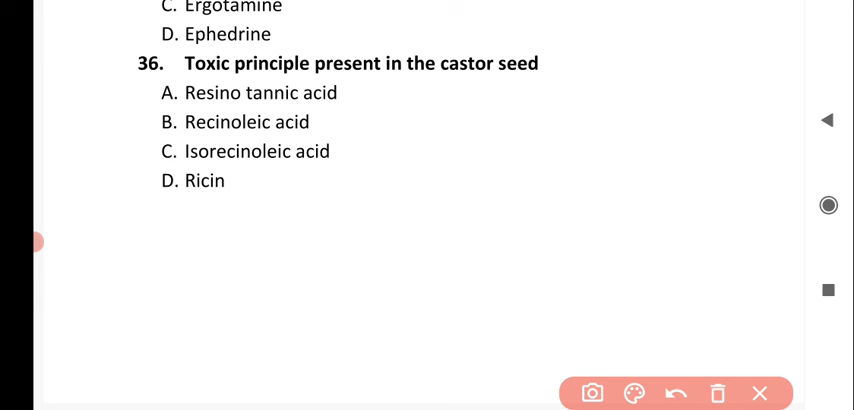 C. Ergotamine
D. Ephedrine
36. Toxic principle present in the castor seed
A. Resino tannic acid
B. Recinoleic acid
C. Isorecinoleic acid
D. Ricin